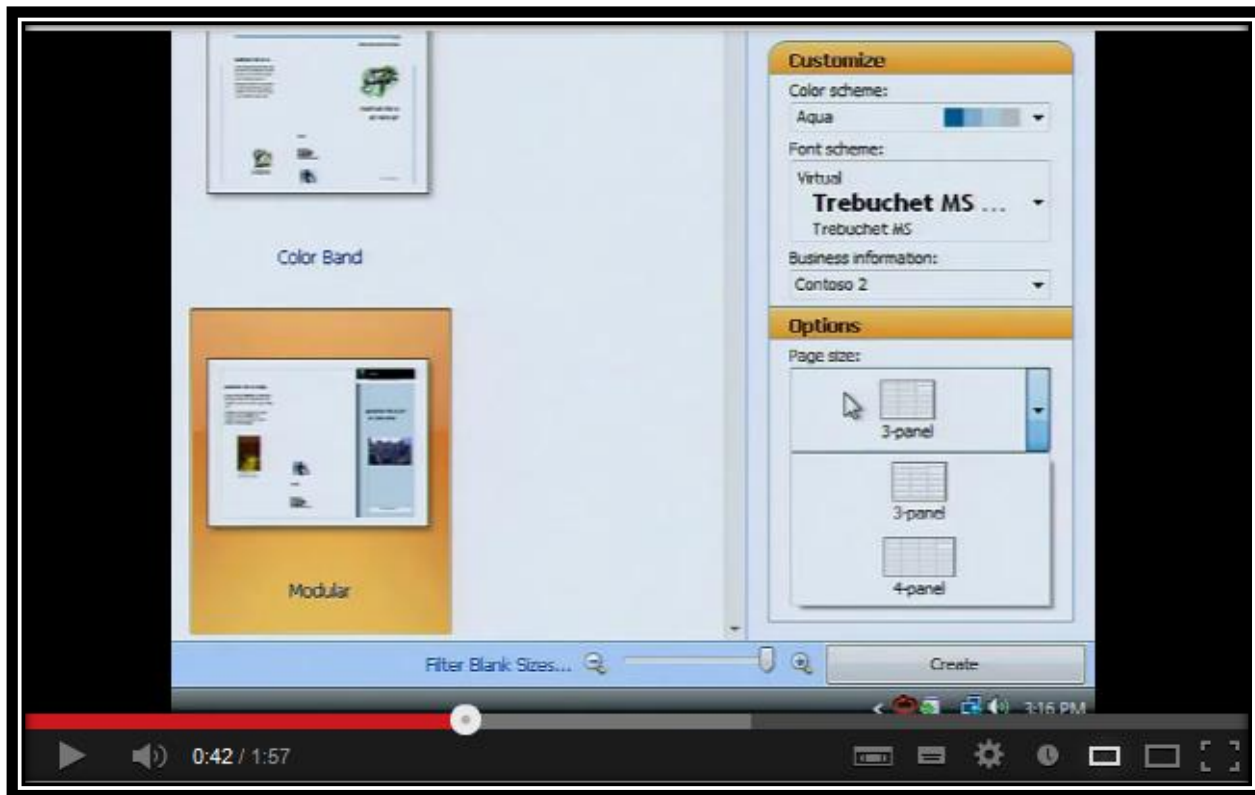 Color Band
Modular
Customize
Color scheme:
Aqua
Font scheme:
Virtual
Trebuchet MS ...
Trebuchet MS
Business information:
Contoso 2
Options
Page size:
3-panel
3-panel
4-panel
Filter Blank Sizes...
Create
< 3:16 PM
0:42 / 1:57